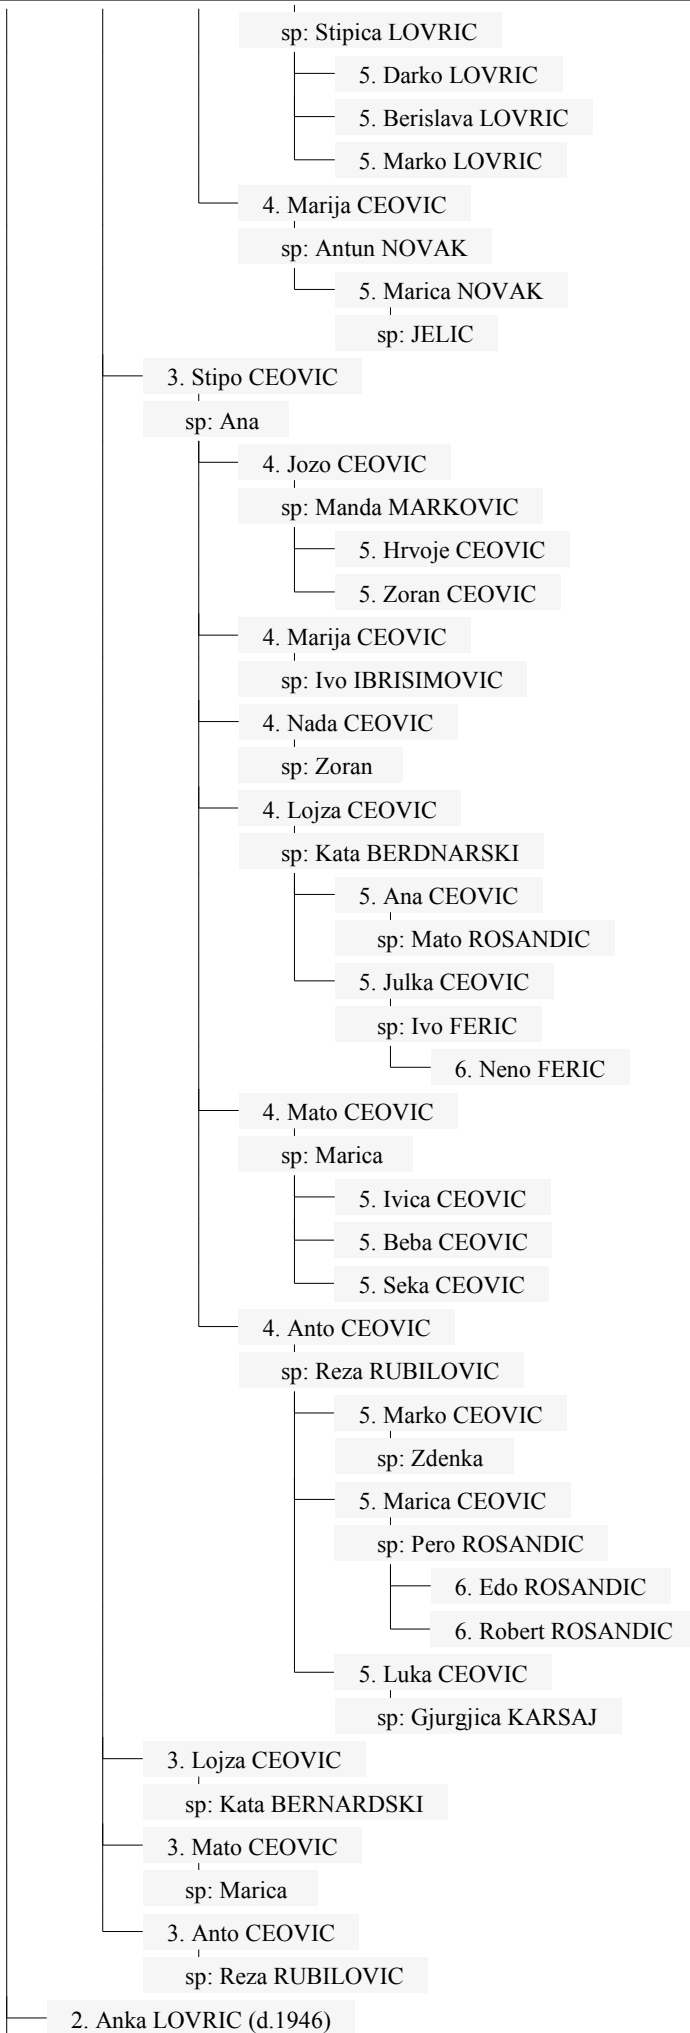 sp: Stipica LOVRIC
5. Darko LOVRIC
5. Berislava LOVRIC
5. Marko LOVRIC
4. Marija CEOVIC
sp: Antun NOVAK
5. Marica NOVAK
sp: JELIC
3. Stipo CEOVIC
sp: Ana
4. Jozo CEOVIC
sp: Manda MARKOVIC
5. Hrvoje CEOVIC
5. Zoran CEOVIC
4. Marija CEOVIC
sp: Ivo IBRISIMOVIC
4. Nada CEOVIC
sp: Zoran
4. Lojza CEOVIC
sp: Kata BERDNARSKI
5. Ana CEOVIC
sp: Mato ROSANDIC
5. Julka CEOVIC
sp: Ivo FERIC
6. Neno FERIC
4. Mato CEOVIC
sp: Marica
5. Ivica CEOVIC
5. Beba CEOVIC
5. Seka CEOVIC
4. Anto CEOVIC
sp: Reza RUBILOVIC
5. Marko CEOVIC
sp: Zdenka
5. Marica CEOVIC
sp: Pero ROSANDIC
6. Edo ROSANDIC
6. Robert ROSANDIC
5. Luka CEOVIC
sp: Gjurgjica KARSAJ
3. Lojza CEOVIC
sp: Kata BERNARDSKI
3. Mato CEOVIC
sp: Marica
3. Anto CEOVIC
sp: Reza RUBILOVIC
2. Anka LOVRIC (d.1946)